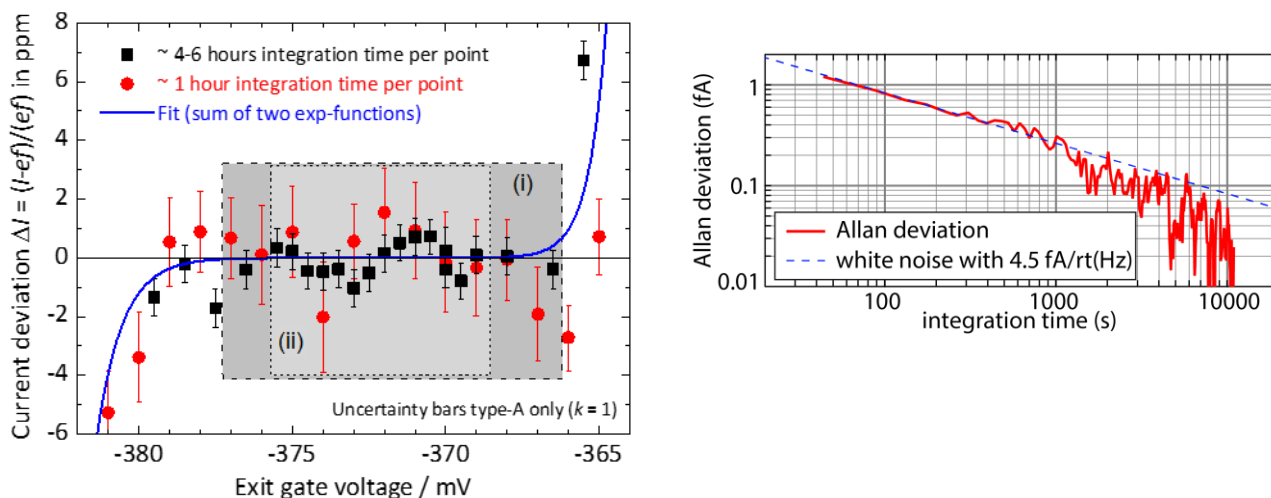 8
6
4
2
0
-2
-4
-6
Current deviation ΔI = (I-ef)/(ef) in ppm
~ 4-6 hours integration time per point
~ 1 hour integration time per point
Fit (sum of two exp-functions)
(i)
(ii)
Uncertainty bars type-A only (k = 1)
-380
-375
-370
-365
Exit gate voltage / mV
Allan deviation (fA)
1
0.1
0.01
Allan deviation
white noise with 4.5 fA/rt(Hz)
100
1000
10000
integration time (s)